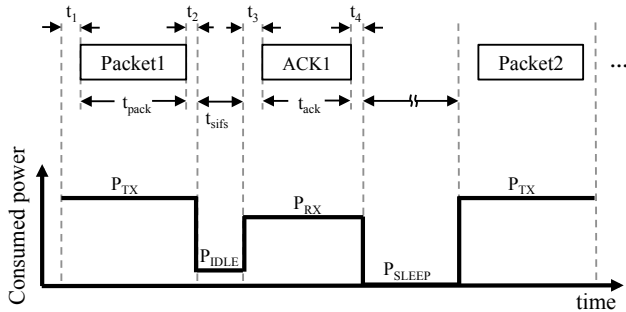 t1 t2 t3 t4
Packet1 ACK1 Packet2 ...
tpack tsifs tack
Consumed power
PTX PIDLE PRX PSLEEP PTX
time